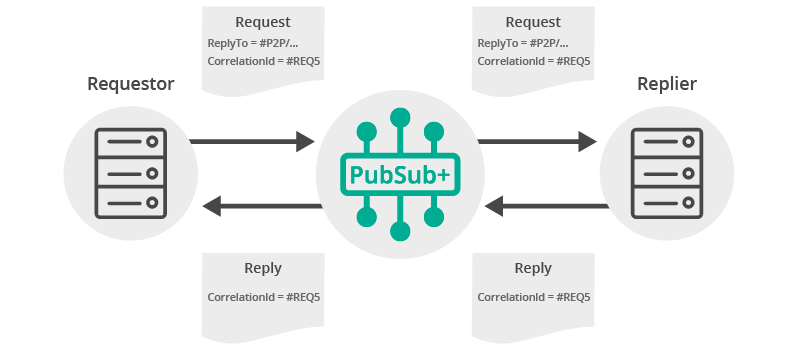 Request
ReplyTo = #P2P/...
CorrelationId = #REQ5
Request
ReplyTo = #P2P/...
CorrelationId = #REQ5
Requestor
Replier
PubSub+
Reply
CorrelationId = #REQ5
Reply
CorrelationId = #REQ5